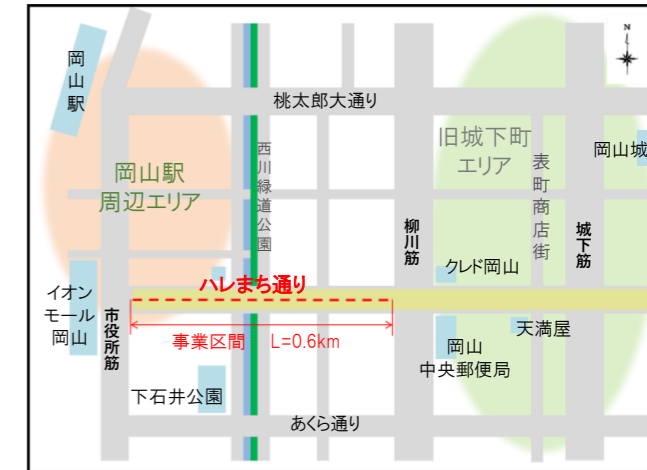 N
岡山駅
桃太郎大通り
西川緑道公園
旧城下町
エリア
表町商店街
岡山城
岡山駅
周辺エリア
柳川筋
城下筋
クレド岡山
イオン
モール
岡山
市役所筋
ハレまち通り
事業区間 L=0.6km
天満屋
岡山
中央郵便局
下石井公園
あくら通り